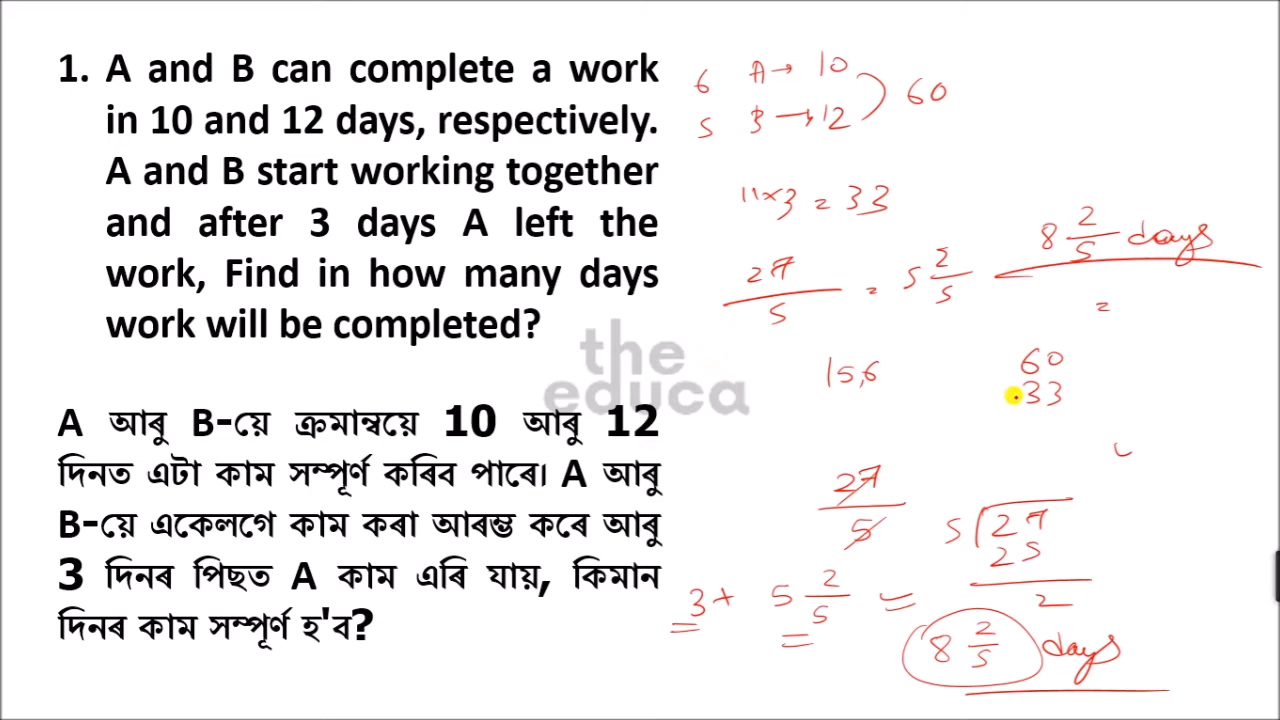 1. A and B can complete a work
in 10 and 12 days, respectively.
A and B start working together
and after 3 days A left the
work, Find in how many days
work will be completed?
A আৰু B-য়ে ক্ৰমান্বয়ে 10 আৰু 12
দিনত এটা কাম সম্পূৰ্ণ কৰিব পাৰে। A আৰু
B-য়ে একেলগে কাম কৰা আৰম্ভ কৰে আৰু
3 দিনৰ পিছত A কাম এৰি যায়, কিমান
দিনৰ কাম সম্পূৰ্ণ হ'ব?
the
educa
6 A → 10
5 B → 12
60
11 × 3 = 33
27/5 = 5 2/5
8 2/5 days
=
15,6
60
33
27/5
5 27
25
2
3 + 5 2/5 =
8 2/5 days